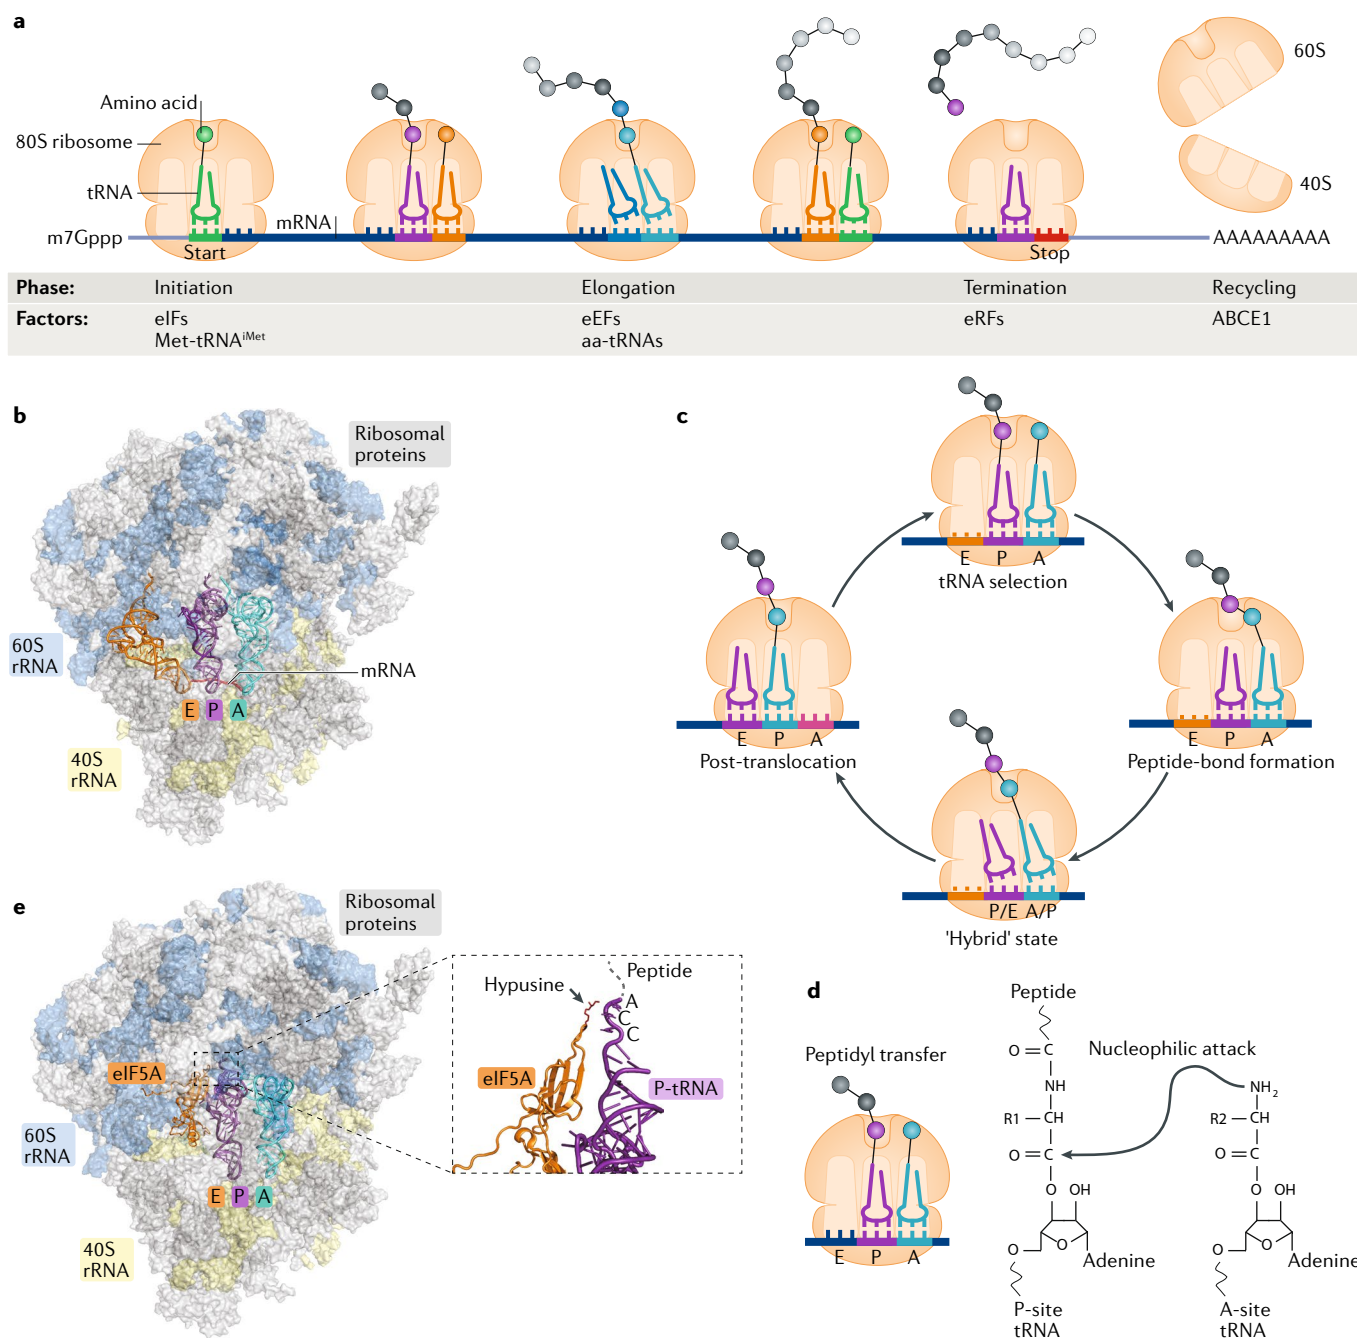 a
Amino acid
80S ribosome
tRNA
mRNA
m7Gppp
Start
Stop
AAAAAAAAA
60S
40S
Phase: Initiation Elongation Termination Recycling
Factors: eIFs eEFs eRFs ABCE1
Met-tRNAiMet aa-tRNAs
b
Ribosomal
proteins
60S
rRNA
mRNA
E P A
40S
rRNA
c
E P A
tRNA selection
E P A
Peptide-bond formation
P/E A/P
'Hybrid' state
E P A
Post-translocation
e
Ribosomal
proteins
eIF5A
60S
rRNA
E P A
40S
rRNA
Peptide
Hypusine
A
C
C
eIF5A
P-tRNA
d
Peptidyl transfer
E P A
Peptide
O
C
NH
R1
CH
O
C
O
OH
O
O
Adenine
P-site
tRNA
Nucleophilic attack
NH2
R2
CH
O
C
O
OH
O
O
Adenine
A-site
tRNA